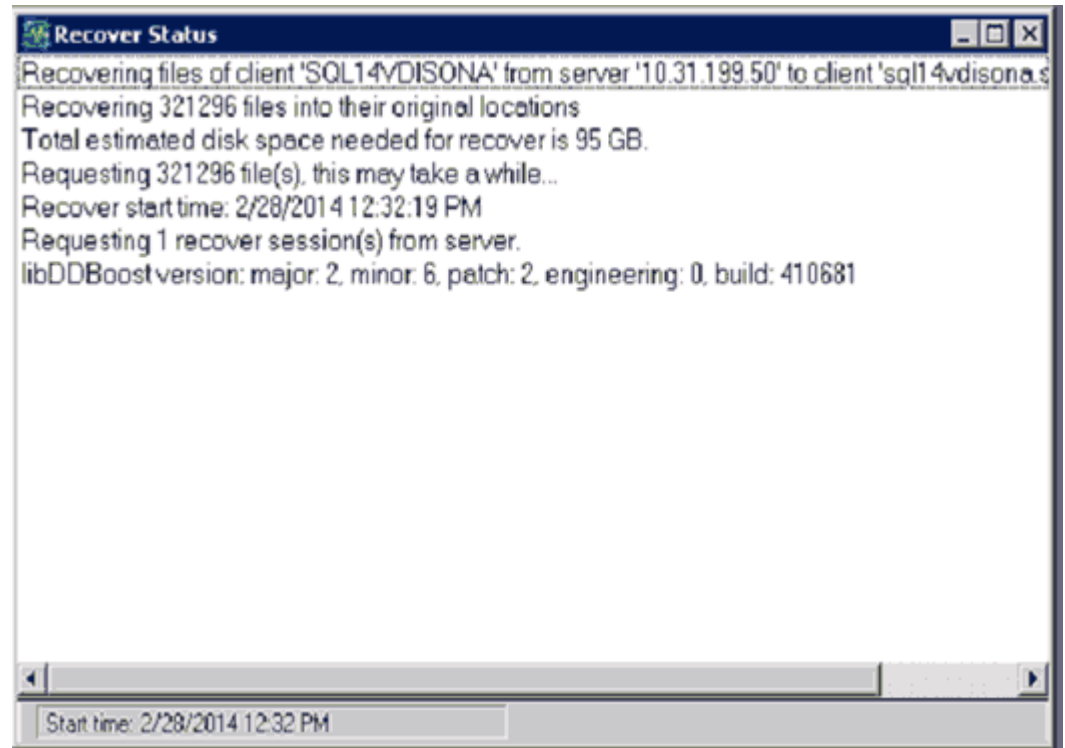 Recover Status
Recovering files of client 'SQL14VDISONA' from server '10.31.199.50' to client 'sql14vdisona.s
Recovering 321296 files into their original locations
Total estimated disk space needed for recover is 95 GB.
Requesting 321296 file(s), this may take a while...
Recover start time: 2/28/2014 12:32:19 PM
Requesting 1 recover session(s) from server.
libDDBoost version: major: 2, minor: 6, patch: 2, engineering: 0, build: 410681
Start time: 2/28/2014 12:32 PM